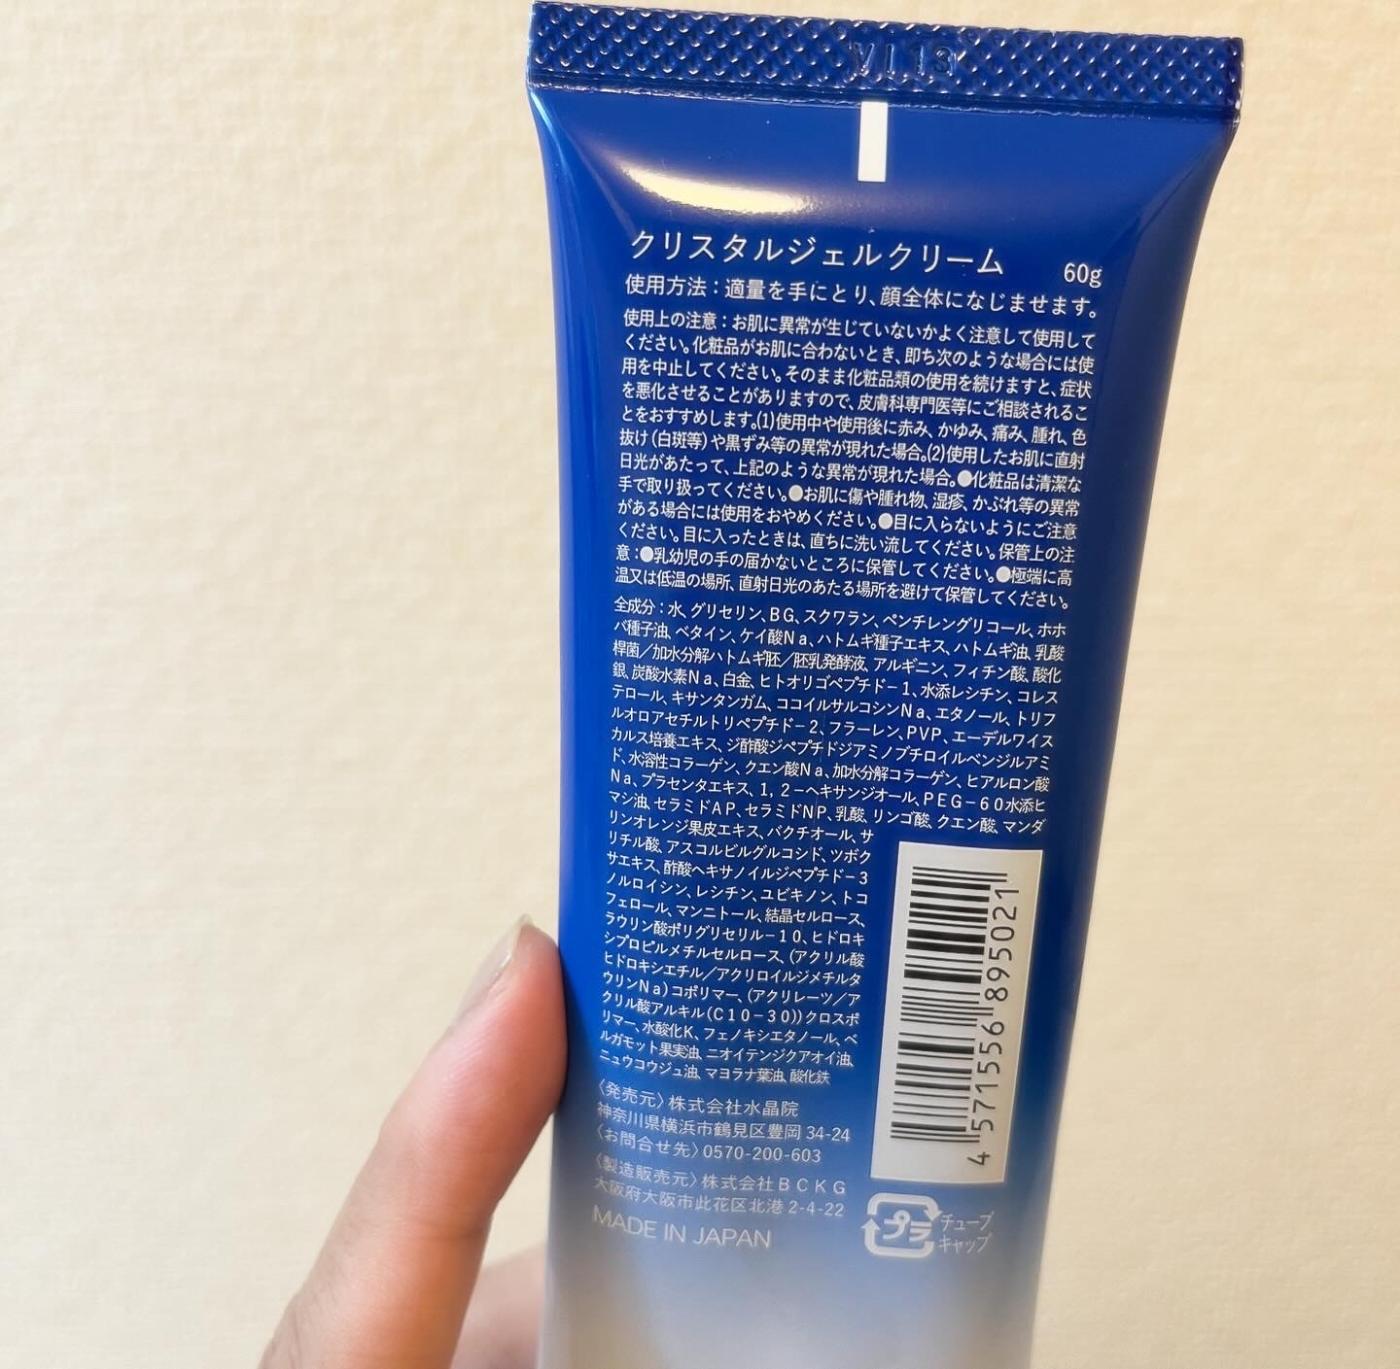 VI 13
クリスタルジェルクリーム 60g
使用方法：適量を手にとり、顔全体になじませます。
使用上の注意：お肌に異常が生じていないかよく注意して使用して
ください。化粧品がお肌に合わないとき、即ち次のような場合には使
用を中止してください。そのまま化粧品類の使用を続けますと、症状
を悪化させることがありますので、皮膚科専門医等にご相談されるこ
とをおすすめします。(1)使用中や使用後に赤み、かゆみ、痛み、腫れ、色
抜け（白斑等）や黒ずみ等の異常が現れた場合。(2)使用したお肌に直射
日光があたって、上記のような異常が現れた場合。●化粧品は清潔な
手で取り扱ってください。●お肌に傷や腫れ物、湿疹、かぶれ等の異常
がある場合には使用をおやめください。●目に入らないようにご注意
ください。目に入ったときは、直ちに洗い流してください。保管上の注
意：●乳幼児の手の届かないところに保管してください。●極端に高
温又は低温の場所、直射日光のあたる場所を避けて保管してください。
全成分：水、グリセリン、BG、スクワラン、ペンチレングリコール、ホホ
バ種子油、ベタイン、ケイ酸Na、ハトムギ種子エキス、ハトムギ油、乳酸
桿菌／加水分解ハトムギ胚／胚乳発酵液、アルギニン、フィチン酸、酸化
銀、炭酸水素Na、白金、ヒトオリゴペプチド－1、水添レシチン、コレス
テロール、キサンタンガム、ココイルサルコシンNa、エタノール、トリフ
ルオロアセチルトリペプチド－2、フラーレン、PVP、エーデルワイス
カルス培養エキス、ジ酢酸ジペプチドジアミノブチロイルベンジルアミ
ド、水溶性コラーゲン、クエン酸Na、加水分解コラーゲン、ヒアルロン酸
Na、プラセンタエキス、1，2－ヘキサンジオール、PEG－60水添ヒ
マシ油、セラミドAP、セラミドNP、乳酸、リンゴ酸、クエン酸、マンダ
リンオレンジ果皮エキス、バクチオール、サ
リチル酸、アスコルビルグルコシド、ツボク
サエキス、酢酸ヘキサノイルジペプチド－3
ノルロイシン、レシチン、ユビキノン、トコ
フェロール、マンニトール、結晶セルロース、
ラウリン酸ポリグリセリル－10、ヒドロキ
シプロピルメチルセルロース、（アクリル酸
ヒドロキシエチル／アクリロイルジメチルタ
ウリンNa）コポリマー、（アクリレーツ／ア
クリル酸アルキル（C10－30））クロスポ
リマー、水酸化K、フェノキシエタノール、ベ
ルガモット果実油、ニオイテンジクアオイ油、
ニュウコウジュ油、マヨラナ葉油、酸化鉄
〈発売元〉株式会社水晶院
神奈川県横浜市鶴見区豊岡 34-24
〈お問合せ先〉0570-200-603
〈製造販売元〉株式会社BCKG
大阪府大阪市此花区北港 2-4-22
MADE IN JAPAN
4 571556 895021
プラ
チューブ
キャップ